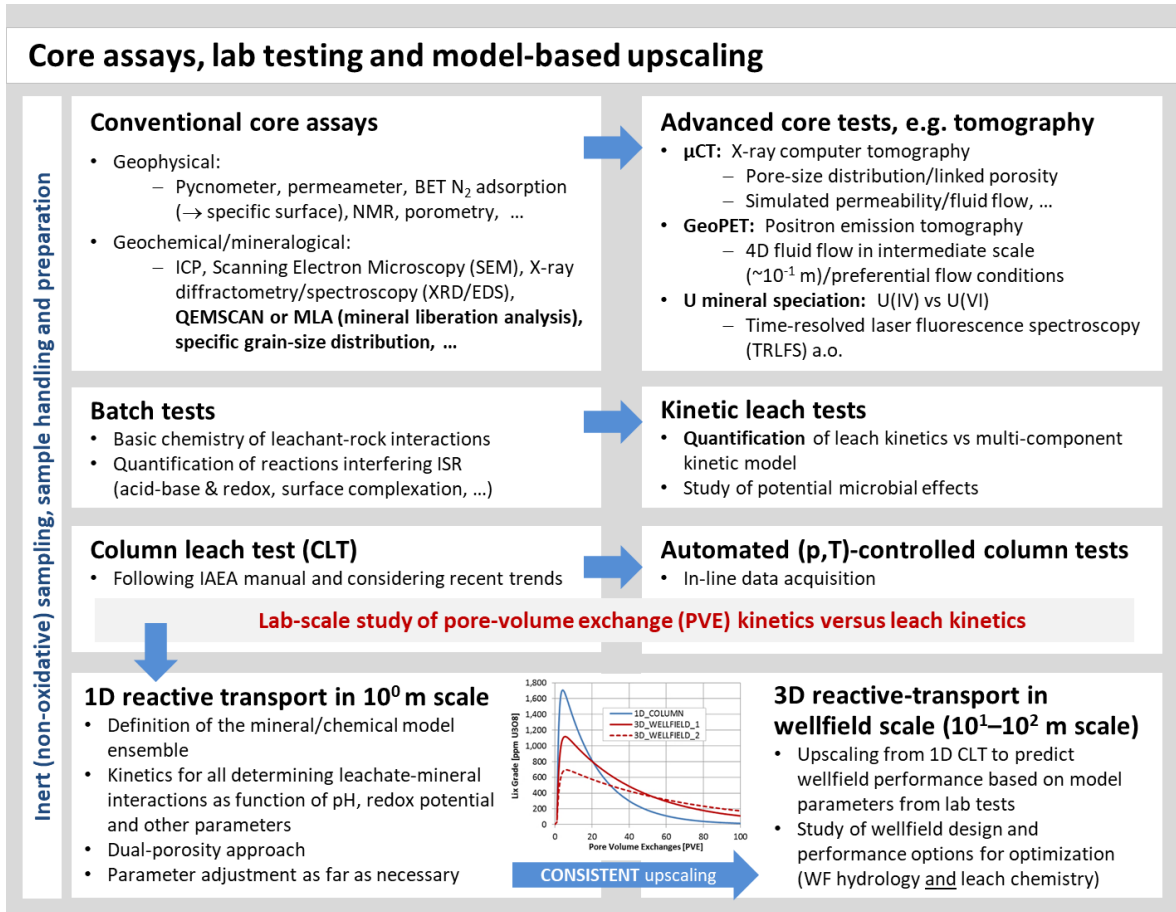 Core assays, lab testing and model-based upscaling
Inert (non-oxidative) sampling, sample handling and preparation
Conventional core assays
• Geophysical:
– Pycnometer, permeameter, BET N₂ adsorption
(→ specific surface), NMR, porometry, …
• Geochemical/mineralogical:
– ICP, Scanning Electron Microscopy (SEM), X-ray
diffractometry/spectroscopy (XRD/EDS),
QEMSCAN or MLA (mineral liberation analysis),
specific grain-size distribution, …
Advanced core tests, e.g. tomography
• µCT: X-ray computer tomography
– Pore-size distribution/linked porosity
– Simulated permeability/fluid flow, …
• GeoPET: Positron emission tomography
– 4D fluid flow in intermediate scale
(~10⁻¹ m)/preferential flow conditions
• U mineral speciation: U(IV) vs U(VI)
– Time-resolved laser fluorescence spectroscopy
(TRLFS) a.o.
Batch tests
• Basic chemistry of leachant-rock interactions
• Quantification of reactions interfering ISR
(acid-base & redox, surface complexation, …)
Kinetic leach tests
• Quantification of leach kinetics vs multi-component
kinetic model
• Study of potential microbial effects
Column leach test (CLT)
• Following IAEA manual and considering recent trends
Automated (p,T)-controlled column tests
• In-line data acquisition
Lab-scale study of pore-volume exchange (PVE) kinetics versus leach kinetics
1D reactive transport in 10⁰ m scale
• Definition of the mineral/chemical model
ensemble
• Kinetics for all determining leachate-mineral
interactions as function of pH, redox potential
and other parameters
• Dual-porosity approach
• Parameter adjustment as far as necessary
Lix Grade [ppm U3O8]
1,800
1,600
1,400
1,200
1,000
800
600
400
200
0
1D_COLUMN
3D_WELLFIELD_1
3D_WELLFIELD_2
0 20 40 60 80 100
Pore Volume Exchanges [PVE]
CONSISTENT upscaling
3D reactive-transport in
wellfield scale (10¹–10² m scale)
• Upscaling from 1D CLT to predict
wellfield performance based on model
parameters from lab tests
• Study of wellfield design and
performance options for optimization
(WF hydrology and leach chemistry)